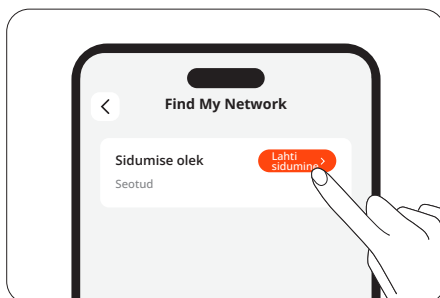 Find My Network
Sidumise olek
Lahti
sidumine
Seotud